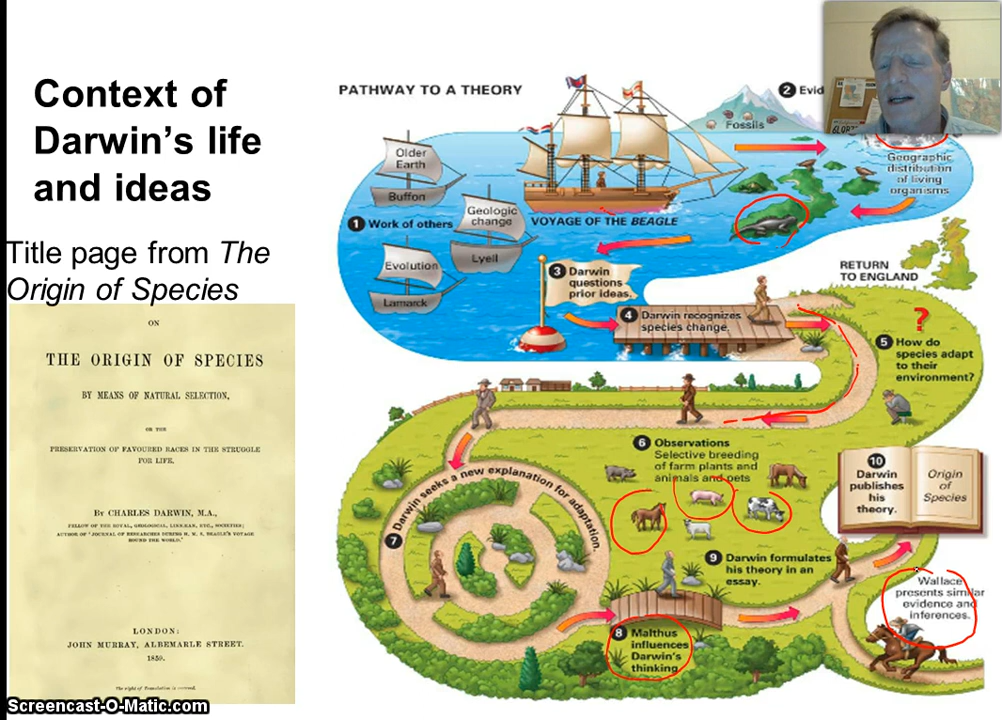 Context of
Darwin's life
and ideas
Title page from The
Origin of Species
ON
THE ORIGIN OF SPECIES
BY MEANS OF NATURAL SELECTION,
OR THE
PRESERVATION OF FAVOURED RACES IN THE STRUGGLE
FOR LIFE.
BY CHARLES DARWIN, M.A.,
FELLOW OF THE ROYAL, GEOLOGICAL, LINNÆAN, ETC., SOCIETIES;
AUTHOR OF 'JOURNAL OF RESEARCHES DURING H. M. S. BEAGLE'S VOYAGE
ROUND THE WORLD.'
LONDON:
JOHN MURRAY, ALBEMARLE STREET.
1859.
The right of Translation is reserved.
Screencast-O-Matic.com
PATHWAY TO A THEORY
Older
Earth
Buffon
1 Work of others
Geologic
change
Lyell
Evolution
Lamarck
VOYAGE OF THE BEAGLE
2 Evid
Fossils
Geographic
distribution
of living
organisms
3 Darwin
questions
prior ideas.
4 Darwin recognizes
species change.
RETURN
TO ENGLAND
?
5 How do
species adapt
to their
environment?
6 Observations
Selective breeding
of farm plants and
animals and pets
7 Darwin seeks a new explanation for adaptation.
8 Malthus
influences
Darwin's
thinking.
9 Darwin formulates
his theory in an
essay.
10
Darwin
publishes
his
theory.
Origin
of
Species
Wallace
presents similar
evidence and
inferences.